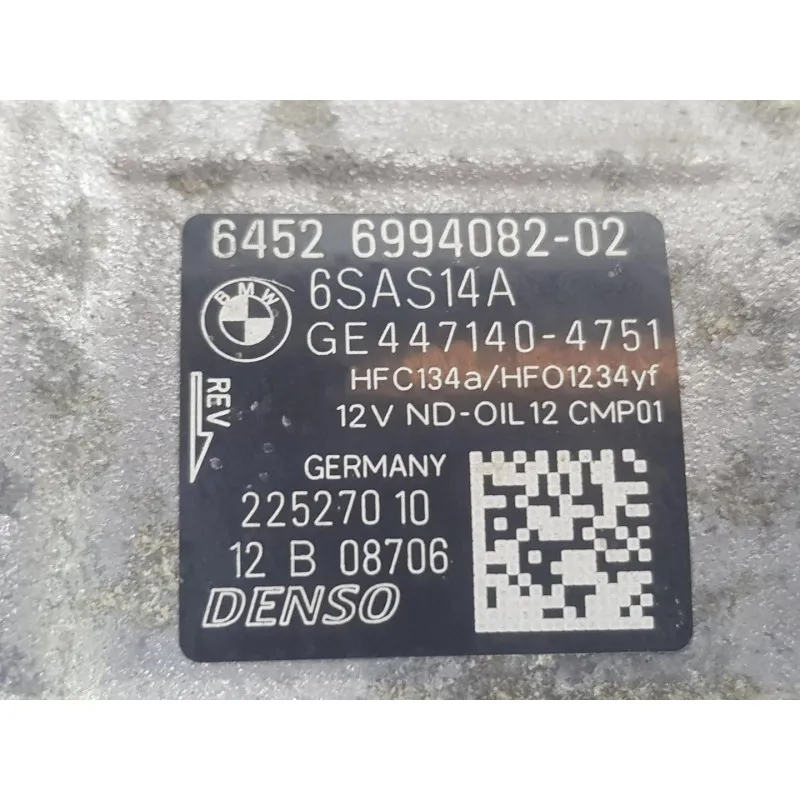 6452 6994082-02
BMW
6SAS14A
GE447140-4751
HFC134a/HFO1234yf
REV
12V ND-OIL12 CMP01
GERMANY
22527010
12 B 08706
DENSO